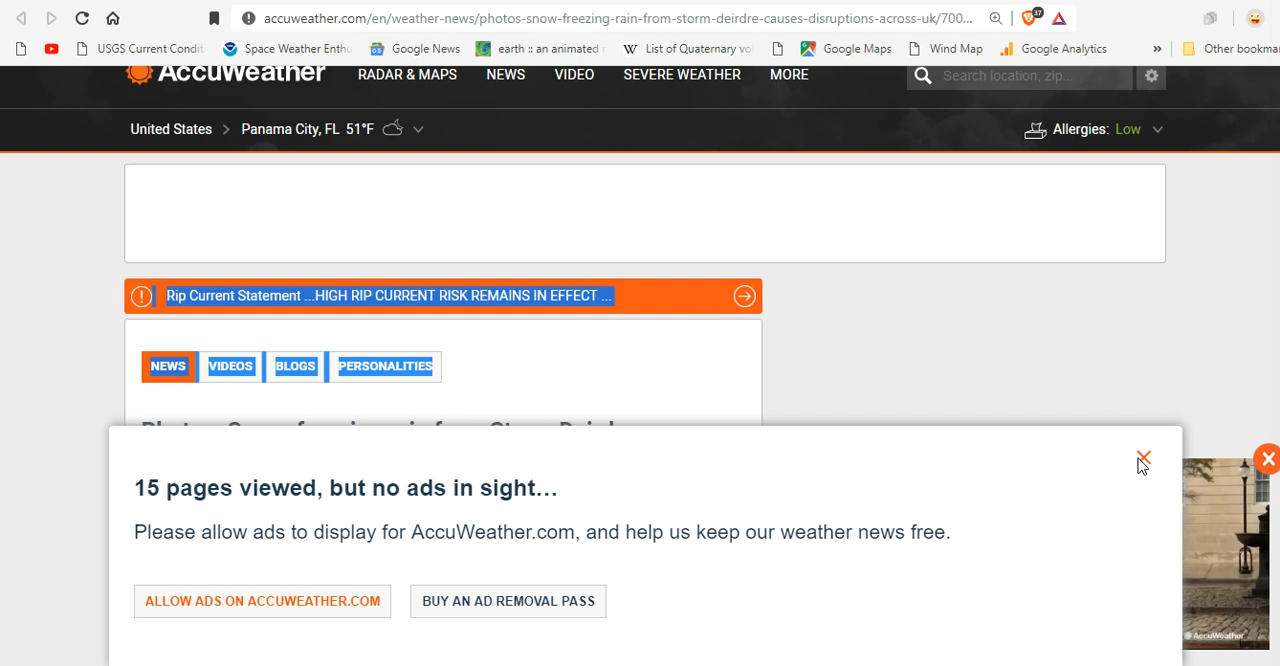 accuweather.com/en/weather-news/photos-snow-freezing-rain-from-storm-deirdre-causes-disruptions-across-uk/700...
37
USGS Current Condit
Space Weather Enthu
Google News
earth :: an animated
W List of Quaternary vo
Google Maps
Wind Map
Google Analytics
»
Other bookma
AccuWeather
RADAR & MAPS
NEWS
VIDEO
SEVERE WEATHER
MORE
Search location, zip...
United States > Panama City, FL 51°F
Allergies: Low
Rip Current Statement ...HIGH RIP CURRENT RISK REMAINS IN EFFECT ...
NEWS
VIDEOS
BLOGS
PERSONALITIES
15 pages viewed, but no ads in sight...
Please allow ads to display for AccuWeather.com, and help us keep our weather news free.
ALLOW ADS ON ACCUWEATHER.COM
BUY AN AD REMOVAL PASS
AccuWeather